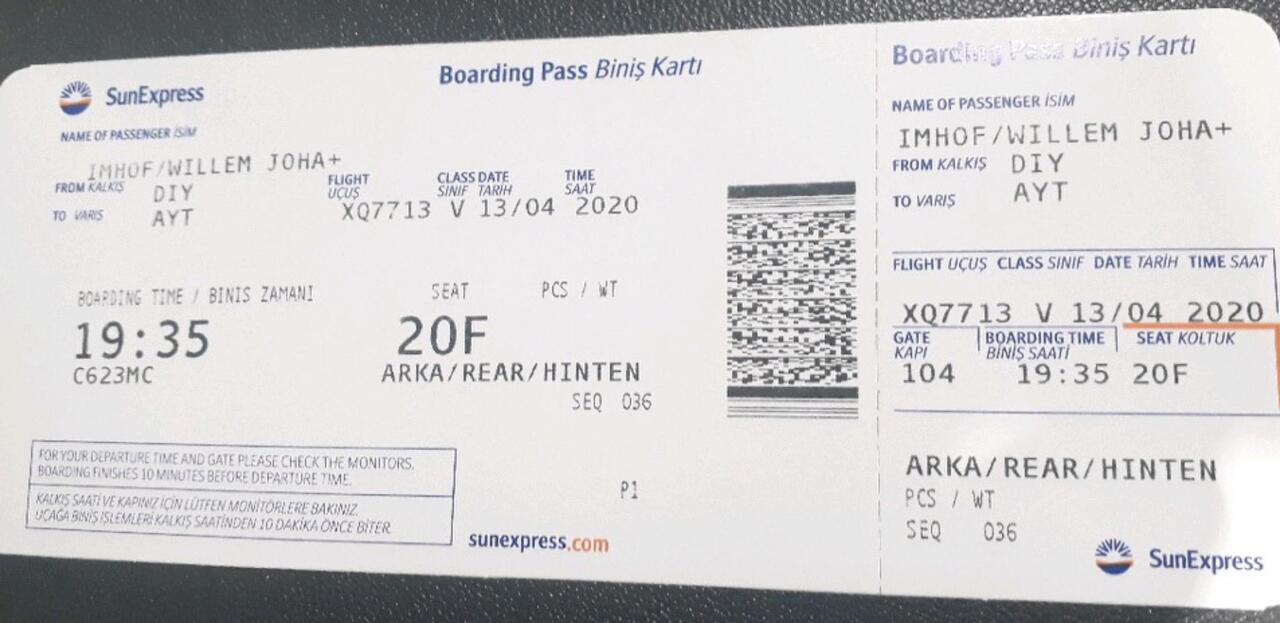 SunExpress
Boarding Pass Biniş Kartı
NAME OF PASSENGER İSİM
IMHOF/WILLEM JOHA+
FROM KALKIŞ DIY
TO VARIŞ AYT
FLIGHT UÇUŞ CLASS SINIF DATE TARİH TIME SAAT
XQ7713 V 13/04 2020
BOARDING TIME / BINIS ZAMANI SEAT PCS / WT
19:35 20F
C623MC ARKA/REAR/HINTEN
SEQ 036
FOR YOUR DEPARTURE TIME AND GATE PLEASE CHECK THE MONITORS.
BOARDING FINISHES 10 MINUTES BEFORE DEPARTURE TIME.
KALKIŞ SAATİ VE KAPINIZ İÇİN LÜTFEN MONİTÖRLERE BAKINIZ.
UÇAĞA BİNİŞ İŞLEMLERİ KALKIŞ SAATİNDEN 10 DAKİKA ÖNCE BİTER.
P1
sunexpress.com
Boarding Pass Biniş Kartı
NAME OF PASSENGER İSİM
IMHOF/WILLEM JOHA+
FROM KALKIŞ DIY
TO VARIŞ AYT
FLIGHT UÇUŞ CLASS SINIF DATE TARİH TIME SAAT
XQ7713 V 13/04 2020
GATE KAPI BOARDING TIME BİNİŞ SAATİ SEAT KOLTUK
104 19:35 20F
ARKA/REAR/HINTEN
PCS / WT
SEQ 036
SunExpress